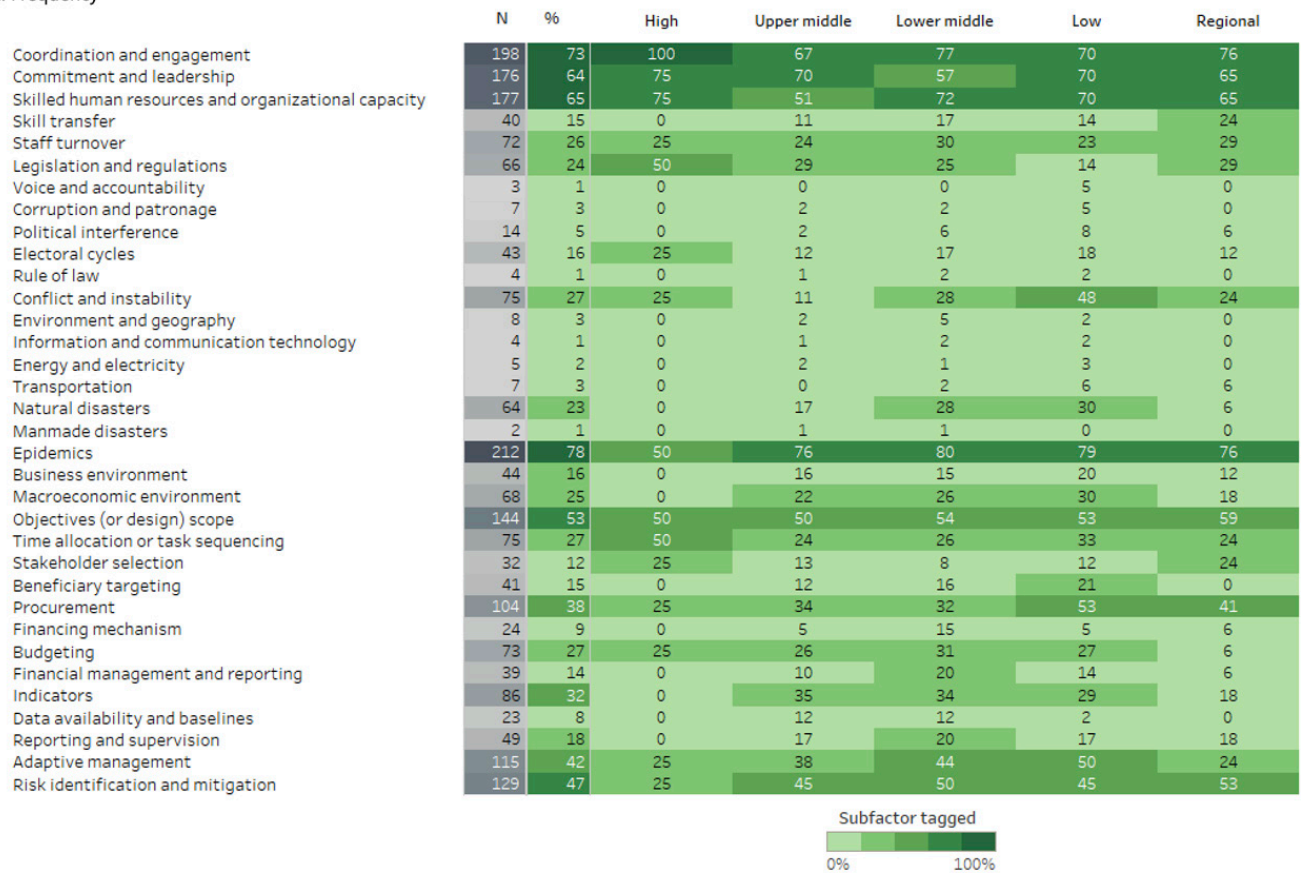 Frequency
N % High Upper middle Lower middle Low Regional
Coordination and engagement 198 73 100 67 77 70 76
Commitment and leadership 176 64 75 70 57 70 65
Skilled human resources and organizational capacity 177 65 75 51 72 70 65
Skill transfer 40 15 0 11 17 14 24
Staff turnover 72 26 25 24 30 23 29
Legislation and regulations 66 24 50 29 25 14 29
Voice and accountability 3 1 0 0 0 5 0
Corruption and patronage 7 3 0 2 2 5 0
Political interference 14 5 0 2 6 8 6
Electoral cycles 43 16 25 12 17 18 12
Rule of law 4 1 0 1 2 2 0
Conflict and instability 75 27 25 11 28 48 24
Environment and geography 8 3 0 2 5 2 0
Information and communication technology 4 1 0 1 2 2 0
Energy and electricity 5 2 0 2 1 3 0
Transportation 7 3 0 0 2 6 6
Natural disasters 64 23 0 17 28 30 6
Manmade disasters 2 1 0 1 1 0 0
Epidemics 212 78 50 76 80 79 76
Business environment 44 16 0 16 15 20 12
Macroeconomic environment 68 25 0 22 26 30 18
Objectives (or design) scope 144 53 50 50 54 53 59
Time allocation or task sequencing 75 27 50 24 26 33 24
Stakeholder selection 32 12 25 13 8 12 24
Beneficiary targeting 41 15 0 12 16 21 0
Procurement 104 38 25 34 32 53 41
Financing mechanism 24 9 0 5 15 5 6
Budgeting 73 27 25 26 31 27 6
Financial management and reporting 39 14 0 10 20 14 6
Indicators 86 32 0 35 34 29 18
Data availability and baselines 23 8 0 12 12 2 0
Reporting and supervision 49 18 0 17 20 17 18
Adaptive management 115 42 25 38 44 50 24
Risk identification and mitigation 129 47 25 45 50 45 53
Subfactor tagged
0% 100%